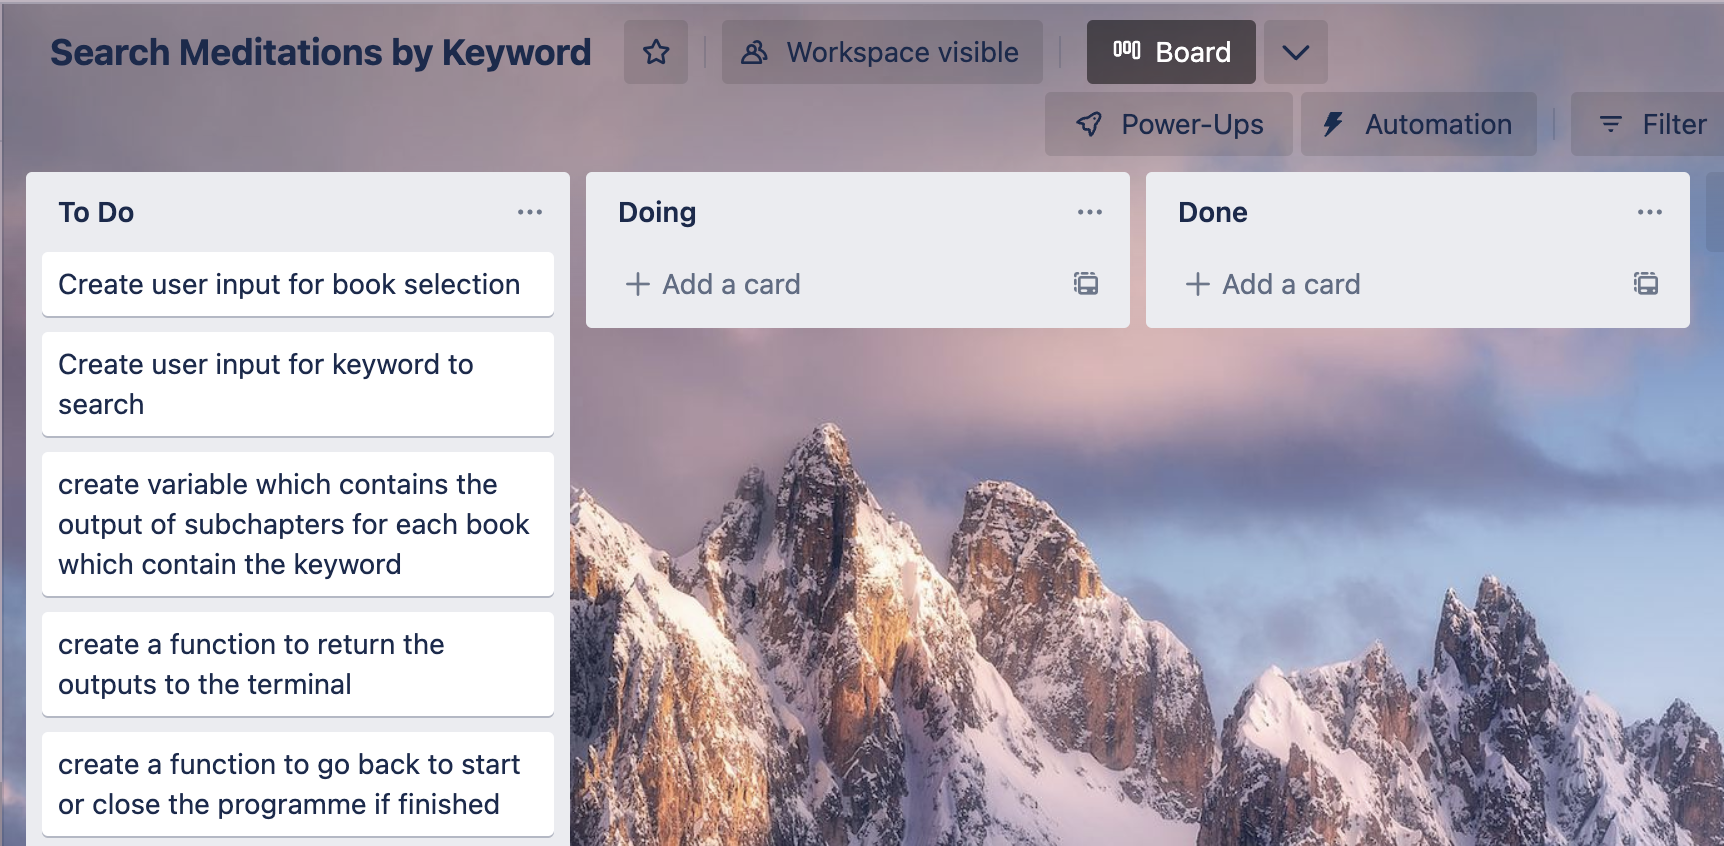 Search Meditations by Keyword
Workspace visible
Board
Power-Ups
Automation
Filter
To Do
Create user input for book selection
Create user input for keyword to
search
create variable which contains the
output of subchapters for each book
which contain the keyword
create a function to return the
outputs to the terminal
create a function to go back to start
or close the programme if finished
Doing
Add a card
Done
Add a card